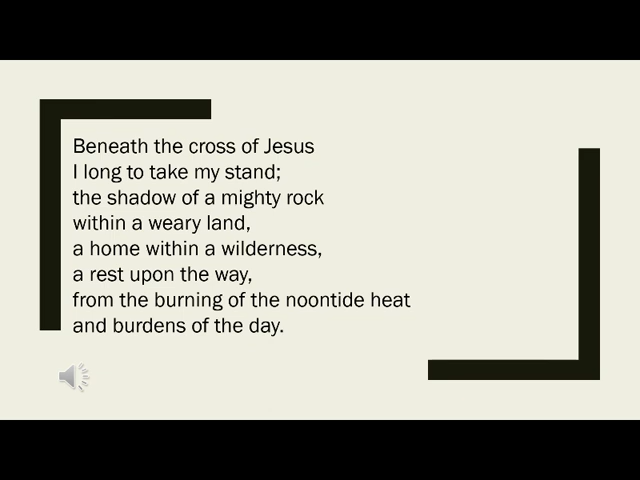 Beneath the cross of Jesus
I long to take my stand;
the shadow of a mighty rock
within a weary land,
a home within a wilderness,
a rest upon the way,
from the burning of the noontide heat
and burdens of the day.